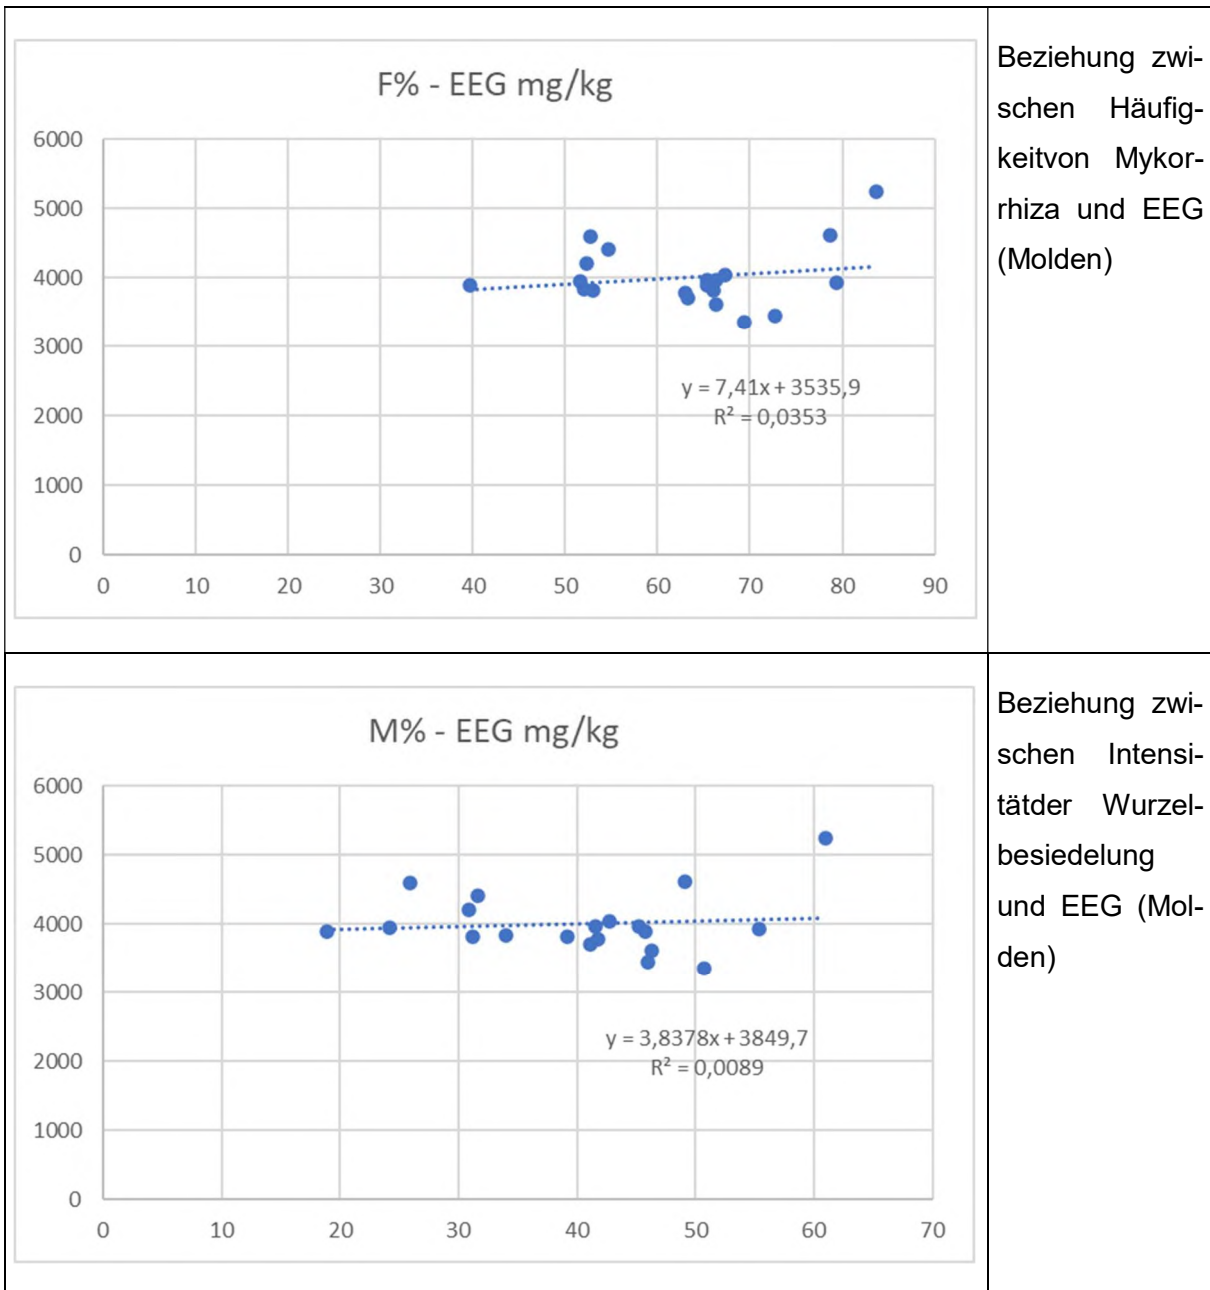 F% - EEG mg/kg
6000
5000
4000
3000
2000
1000
0
0 10 20 30 40 50 60 70 80 90
y = 7,41x + 3535,9
R² = 0,0353
Beziehung zwi-
schen Häufig-
keitvon Mykor-
rhiza und EEG
(Molden)
M% - EEG mg/kg
6000
5000
4000
3000
2000
1000
0
0 10 20 30 40 50 60 70
y = 3,8378x + 3849,7
R² = 0,0089
Beziehung zwi-
schen Intensi-
tätder Wurzel-
besiedelung
und EEG (Mol-
den)